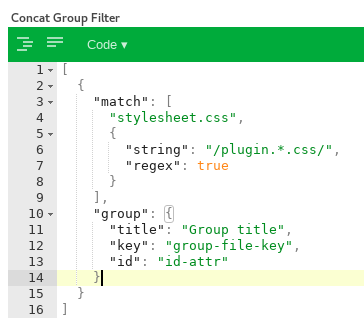 Concat Group Filter
Code ▾
1 [
2   {
3     "match": [
4       "stylesheet.css",
5       {
6         "string": "/plugin.*.css/",
7         "regex": true
8       }
9     ],
10     "group": {
11       "title": "Group title",
12       "key": "group-file-key",
13       "id": "id-attr"
14     }
15   }
16 ]